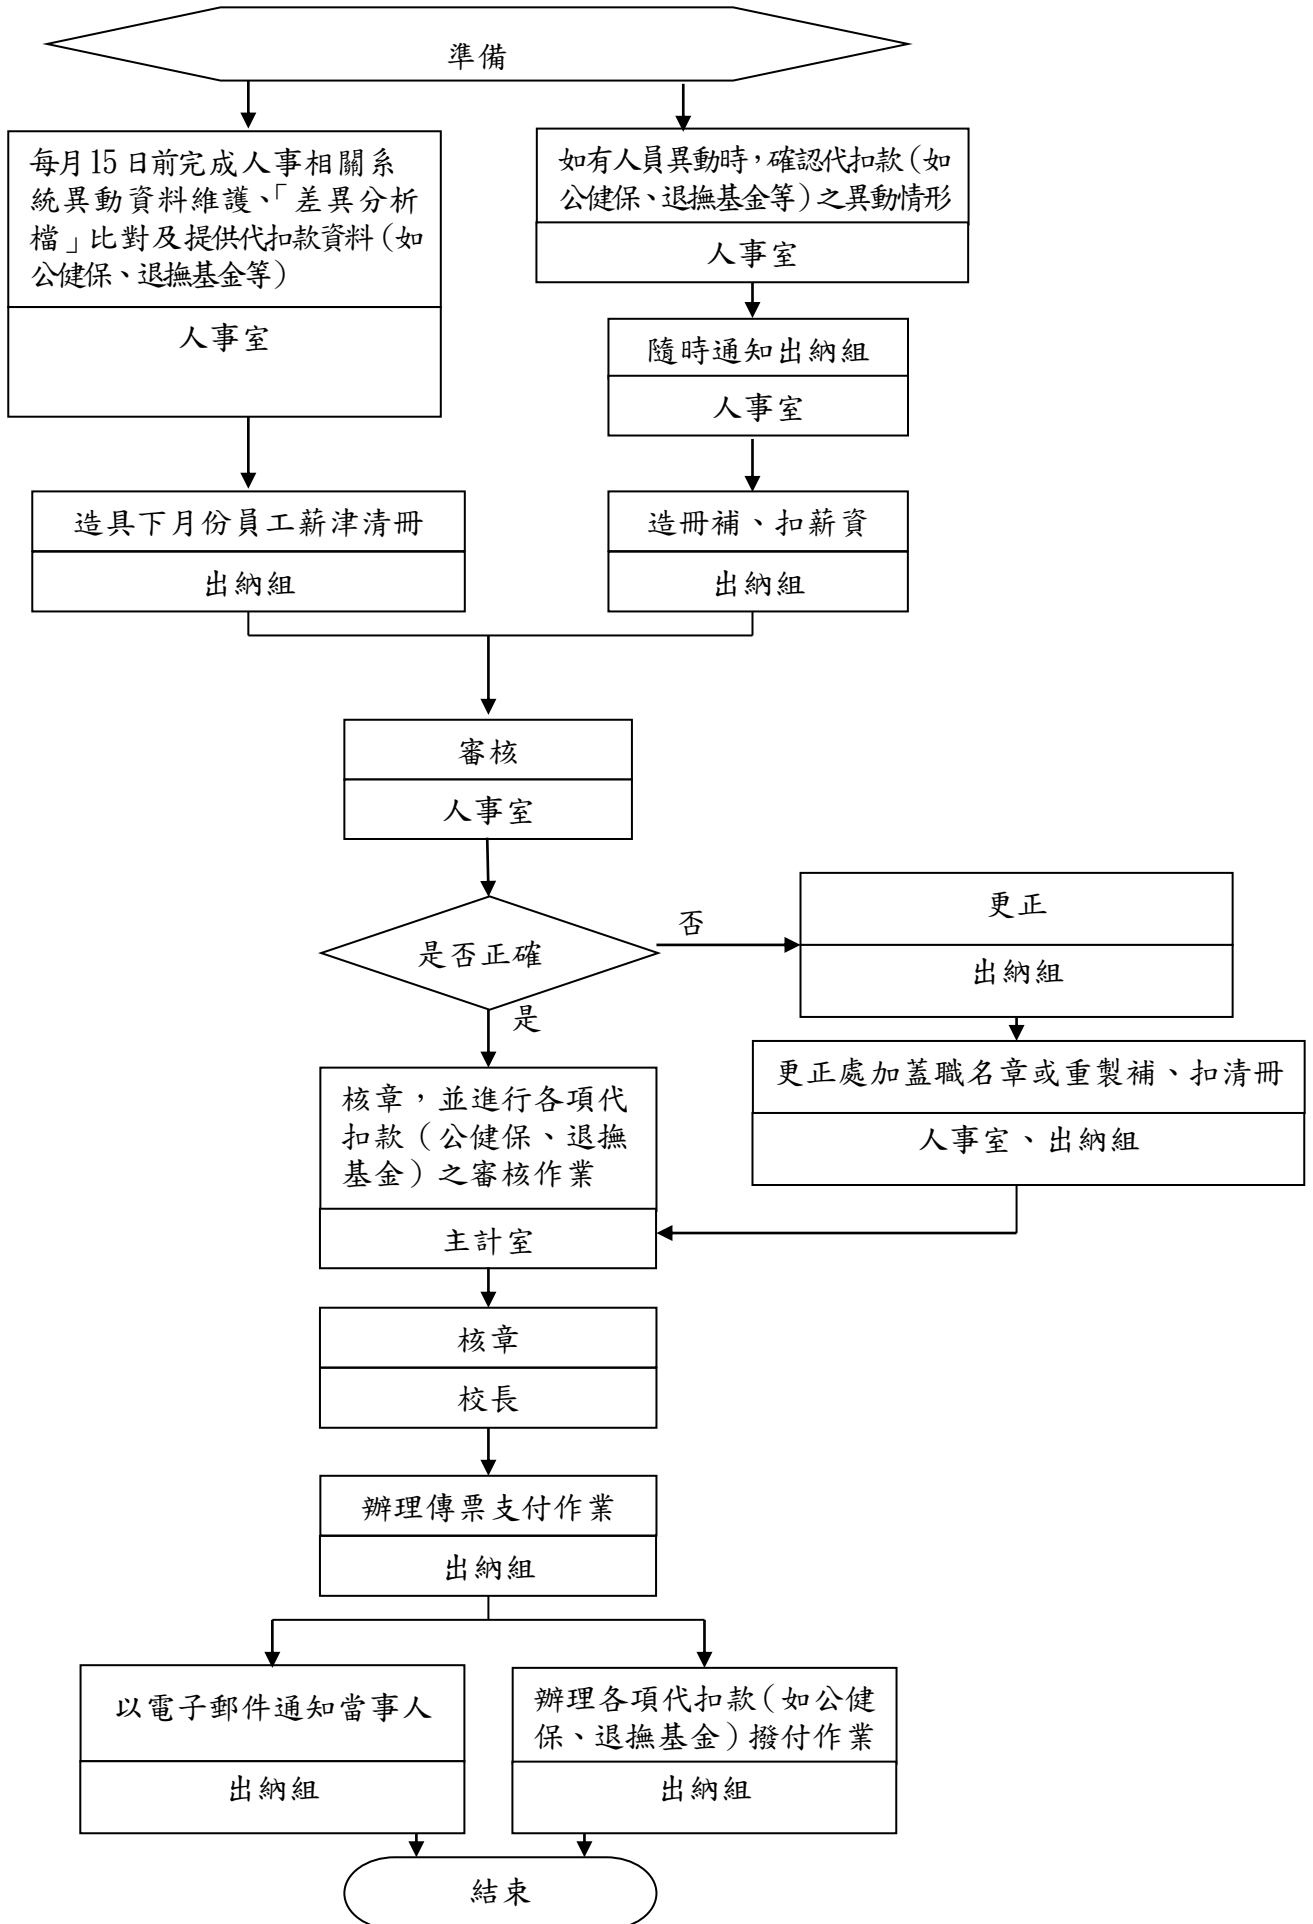 準備
每月15日前完成人事相關系
統異動資料維護、「差異分析
檔」比對及提供代扣款資料（如
公健保、退撫基金等）
人事室
如有人員異動時，確認代扣款（如
公健保、退撫基金等）之異動情形
人事室
隨時通知出納組
人事室
造具下月份員工薪津清冊
出納組
造冊補、扣薪資
出納組
審核
人事室
是否正確
否
更正
出納組
是
更正處加蓋職名章或重製補、扣清冊
人事室、出納組
核章，並進行各項代
扣款（公健保、退撫
基金）之審核作業
主計室
核章
校長
辦理傳票支付作業
出納組
以電子郵件通知當事人
出納組
辦理各項代扣款（如公健
保、退撫基金）撥付作業
出納組
結束